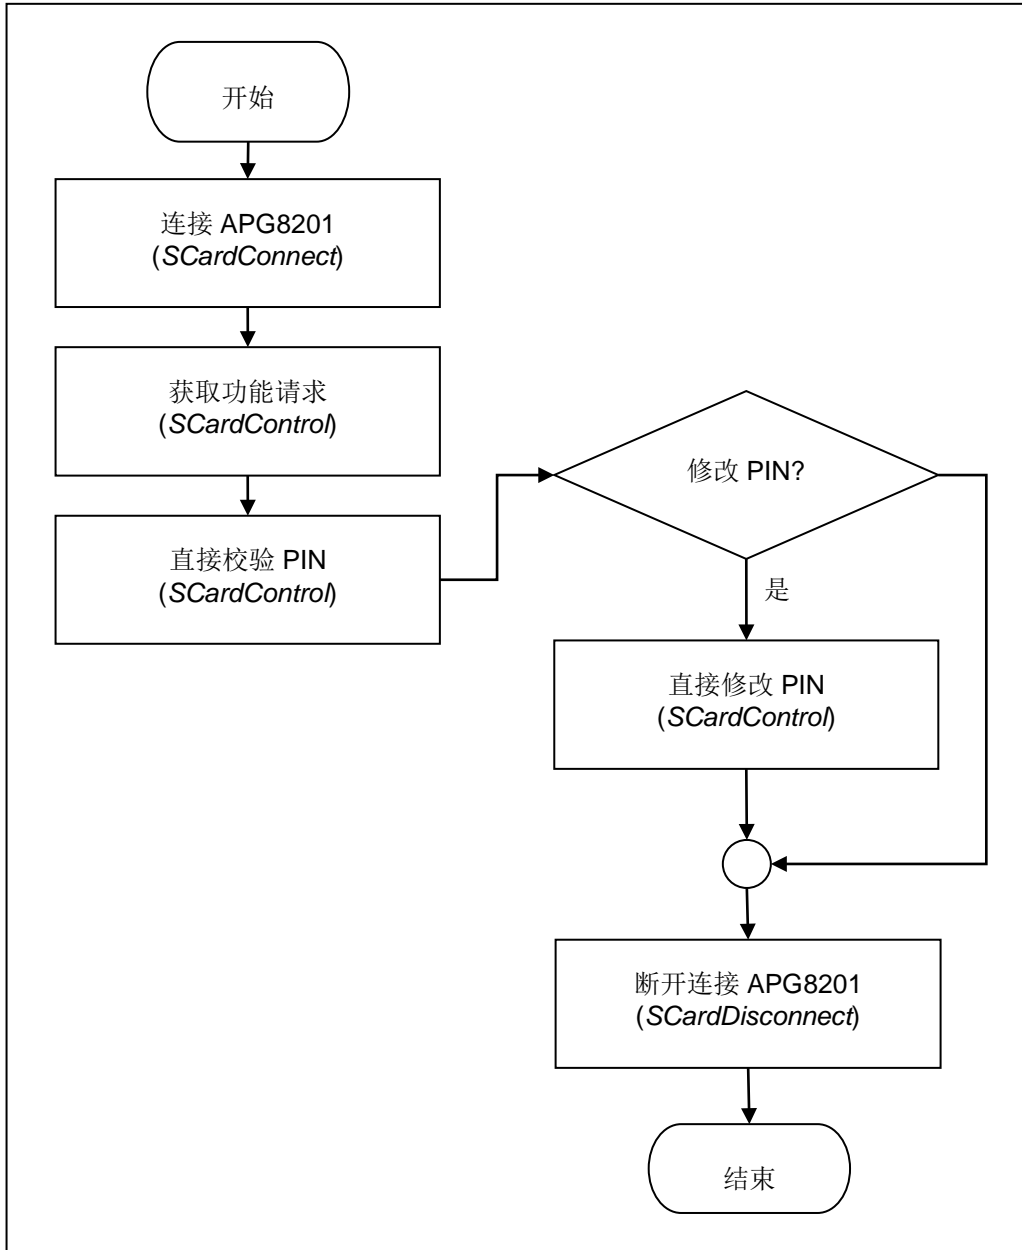 开始
连接 APG8201
(SCardConnect)
获取功能请求
(SCardControl)
直接校验 PIN
(SCardControl)
修改 PIN?
是
直接修改 PIN
(SCardControl)
断开连接 APG8201
(SCardDisconnect)
结束